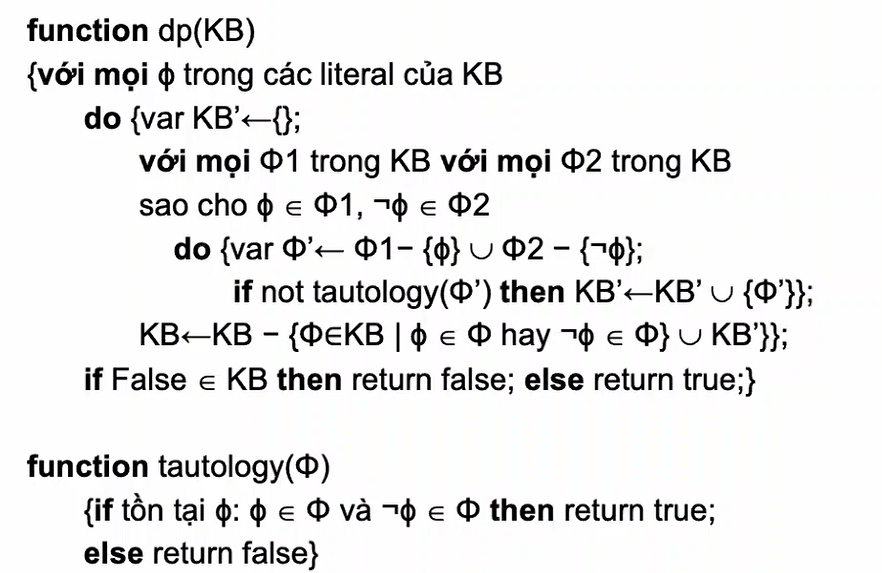 function dp(KB)
{với mọi ϕ trong các literal của KB
do {var KB’←{};
với mọi Φ1 trong KB với mọi Φ2 trong KB
sao cho ϕ ∈ Φ1, ¬ϕ ∈ Φ2
do {var Φ’← Φ1− {ϕ} ∪ Φ2 − {¬ϕ};
if not tautology(Φ’) then KB’←KB’ ∪ {Φ’}};
KB←KB − {Φ∈KB | ϕ ∈ Φ hay ¬ϕ ∈ Φ} ∪ KB’}};
if False ∈ KB then return false; else return true;}
function tautology(Φ)
{if tồn tại ϕ: ϕ ∈ Φ và ¬ϕ ∈ Φ then return true;
else return false}